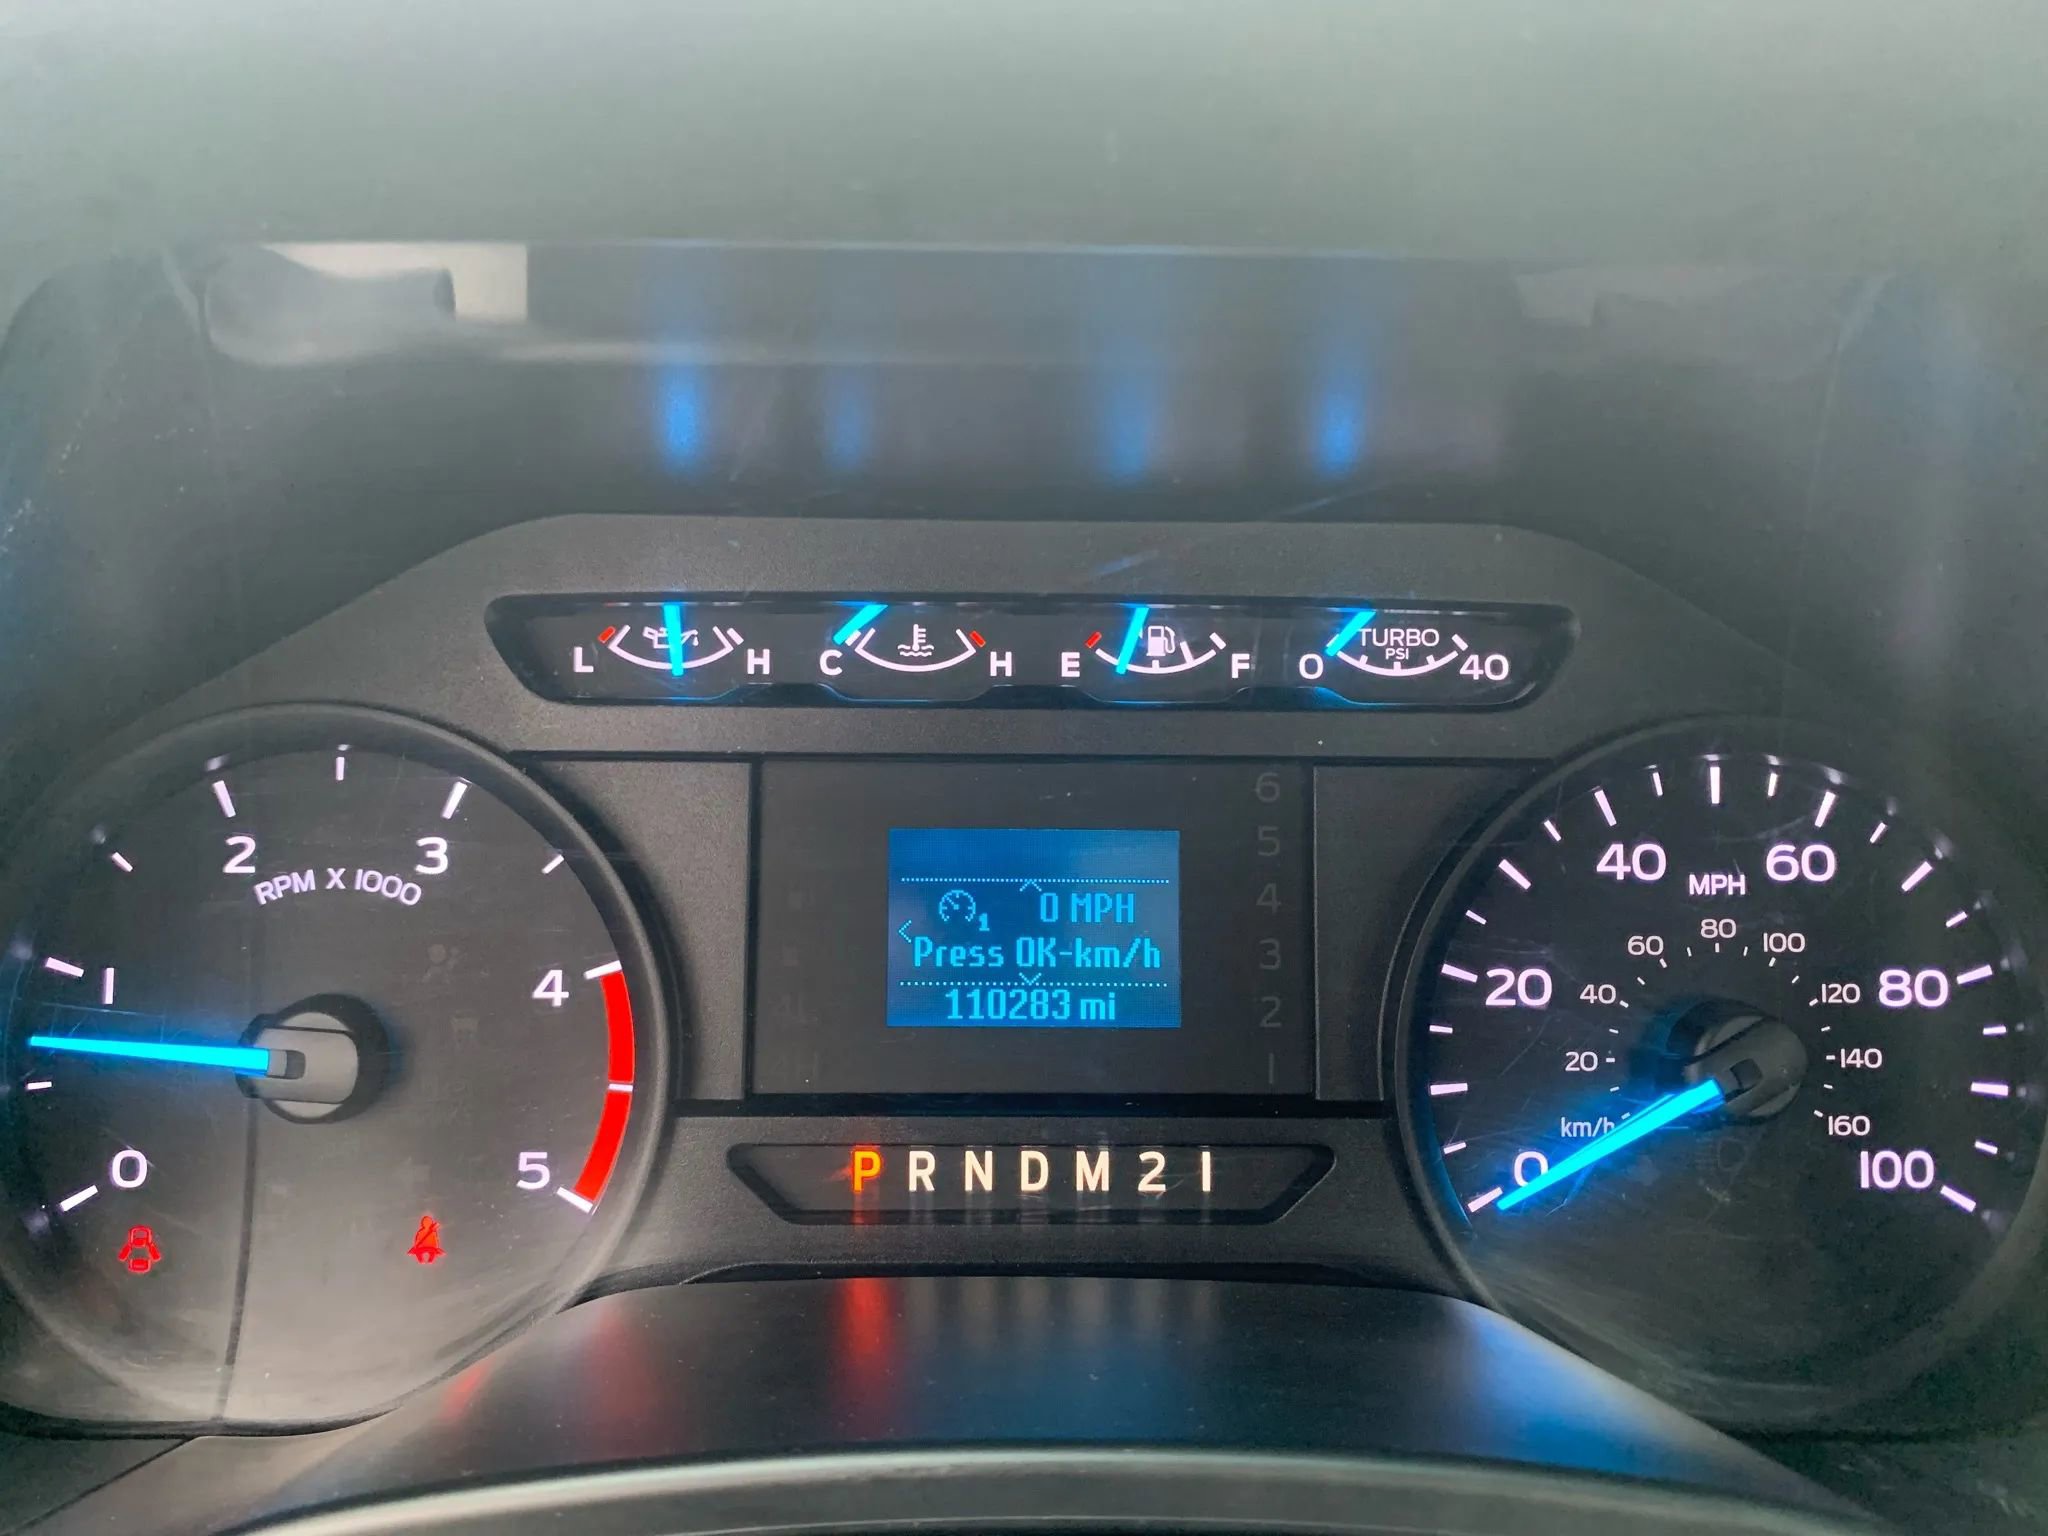 L H C H E F 0 TURBO PSI 40
0 1 2 3 4 5
RPM X 1000
6
5
4
3
2
1
1 0 MPH
Press OK-km/h
110283 mi
P R N D M 2 1
0 20 40 60 80 100
MPH
20 40 60 80 100 120 140 160
km/h